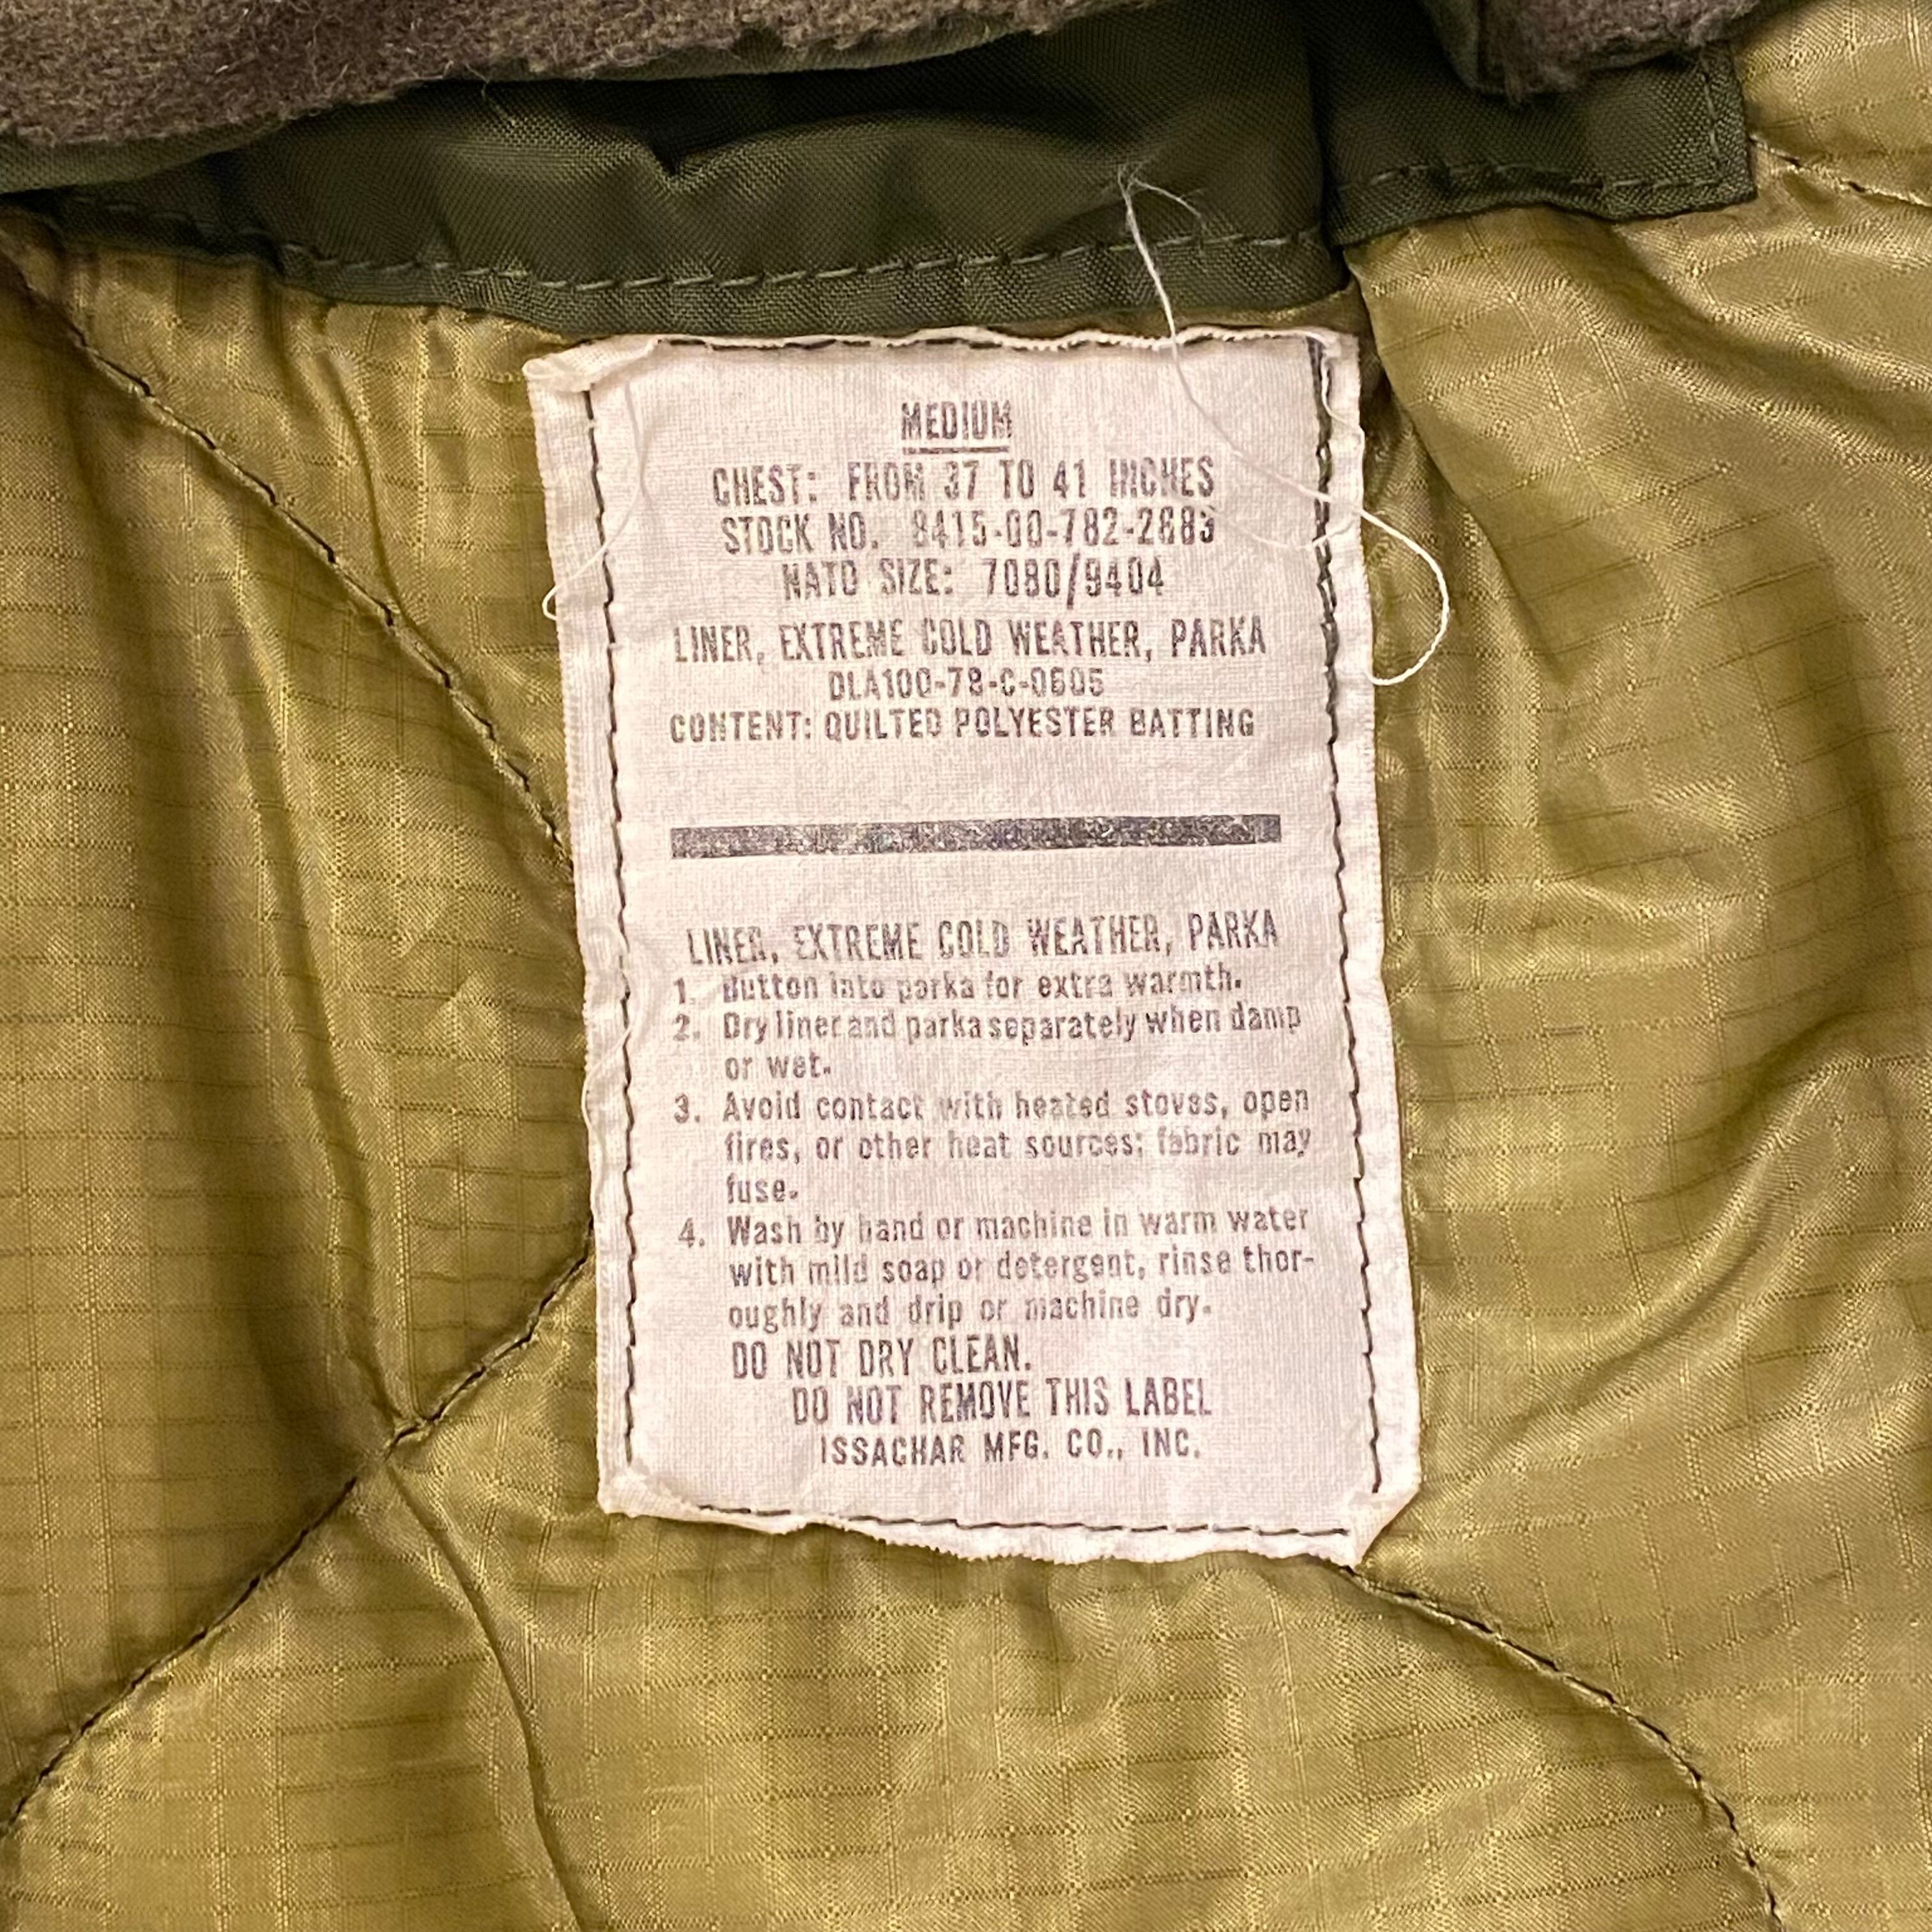 MEDIUM
CHEST: FROM 37 TO 41 INCHES
STOCK NO. 8415-00-782-2883
NATO SIZE: 7080/9404
LINER, EXTREME COLD WEATHER, PARKA
DLA100-78-C-0605
CONTENT: QUILTED POLYESTER BATTING
LINER, EXTREME COLD WEATHER, PARKA
1. Button into parka for extra warmth.
2. Dry liner and parka separately when damp
or wet.
3. Avoid contact with heated stoves, open
fires, or other heat sources; fabric may
fuse.
4. Wash by hand or machine in warm water
with mild soap or detergent, rinse thor-
oughly and drip or machine dry.
DO NOT DRY CLEAN.
DO NOT REMOVE THIS LABEL
ISSACHAR MFG. CO., INC.